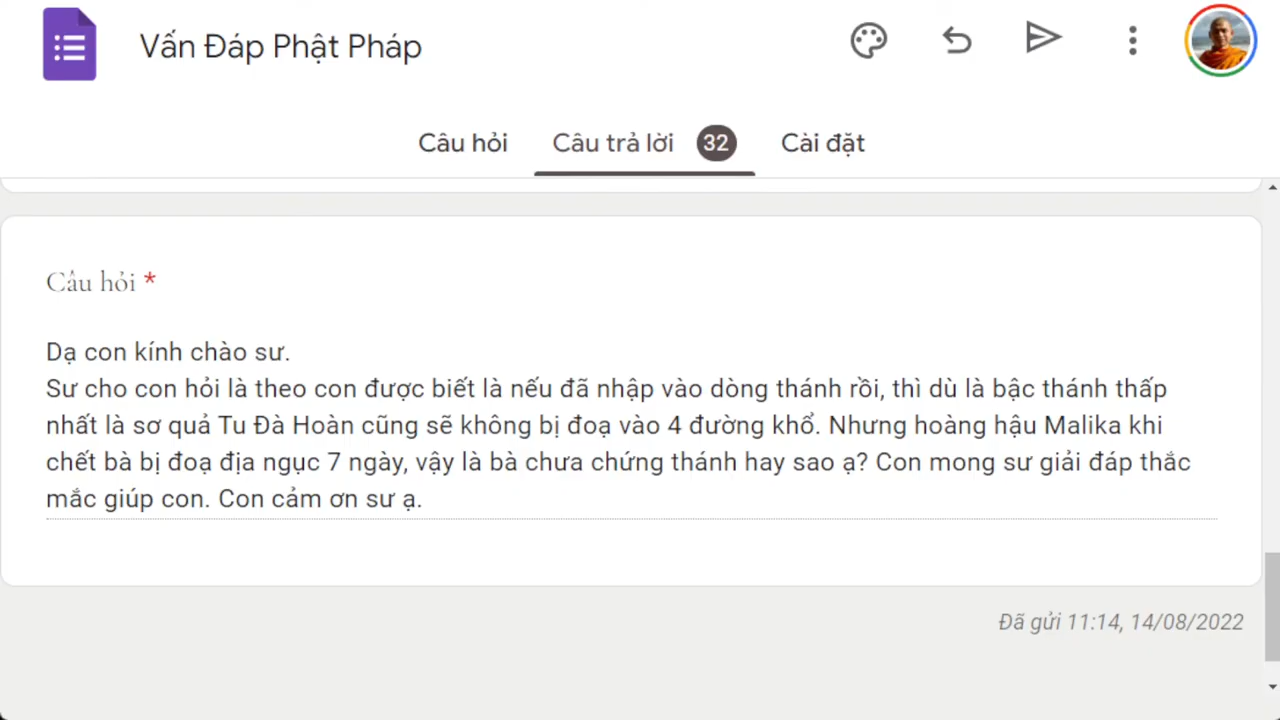 Vấn Đáp Phật Pháp
Câu hỏi
Câu trả lời
32
Cài đặt
Câu hỏi *
Dạ con kính chào sư.
Sư cho con hỏi là theo con được biết là nếu đã nhập vào dòng thánh rồi, thì dù là bậc thánh thấp
nhất là sơ quả Tu Đà Hoàn cũng sẽ không bị đoạ vào 4 đường khổ. Nhưng hoàng hậu Malika khi
chết bà bị đoạ địa ngục 7 ngày, vậy là bà chưa chứng thánh hay sao ạ? Con mong sư giải đáp thắc
mắc giúp con. Con cảm ơn sư ạ.
Đã gửi 11:14, 14/08/2022